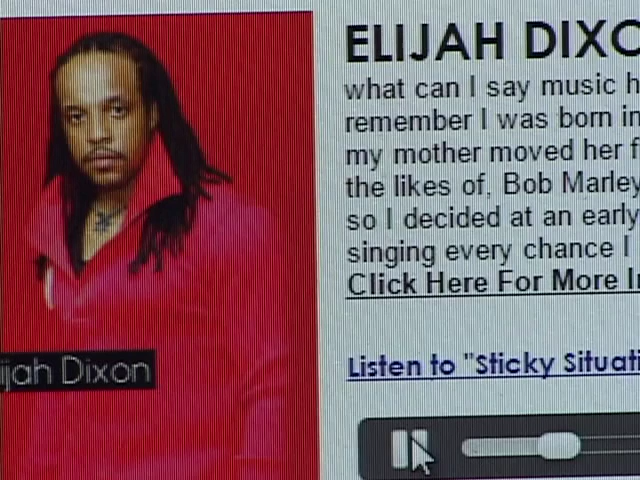 ELIJAH DIXO
what can I say music h
remember I was born in
my mother moved her f
the likes of, Bob Marley
so I decided at an early
singing every chance I
Click Here For More In
ijah Dixon
Listen to "Sticky Situati